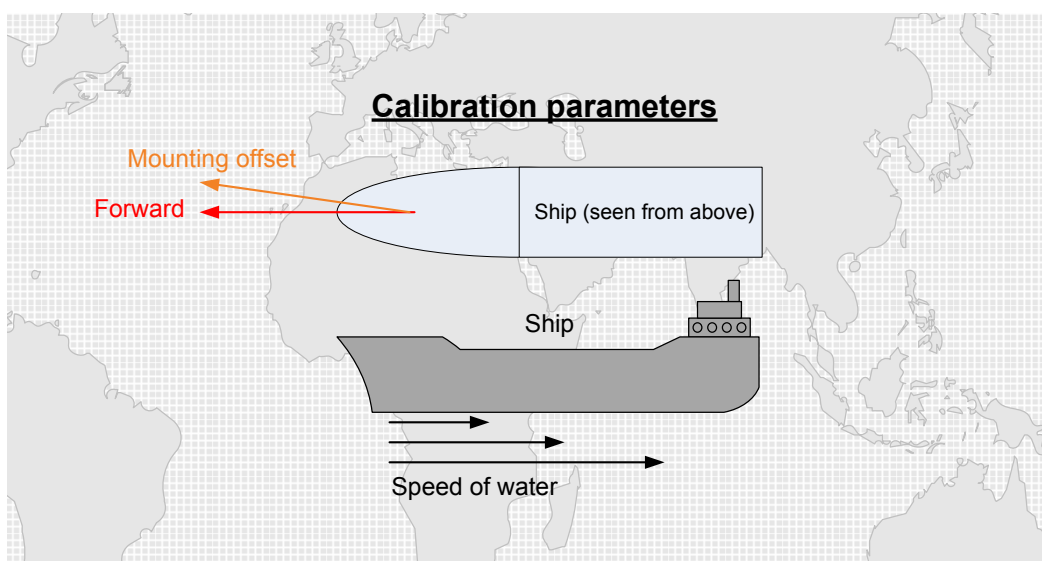 Calibration parameters
Mounting offset
Forward
Ship (seen from above)
Ship
Speed of water